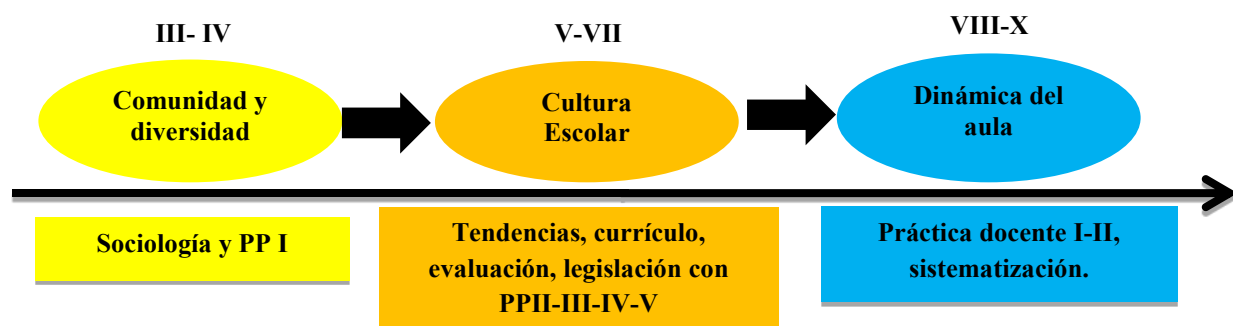 III- IV
V-VII
VIII-X
Comunidad y
diversidad
Cultura
Escolar
Dinámica del
aula
Sociología y PP I
Tendencias, currículo,
evaluación, legislación con
PPII-III-IV-V
Práctica docente I-II,
sistematización.